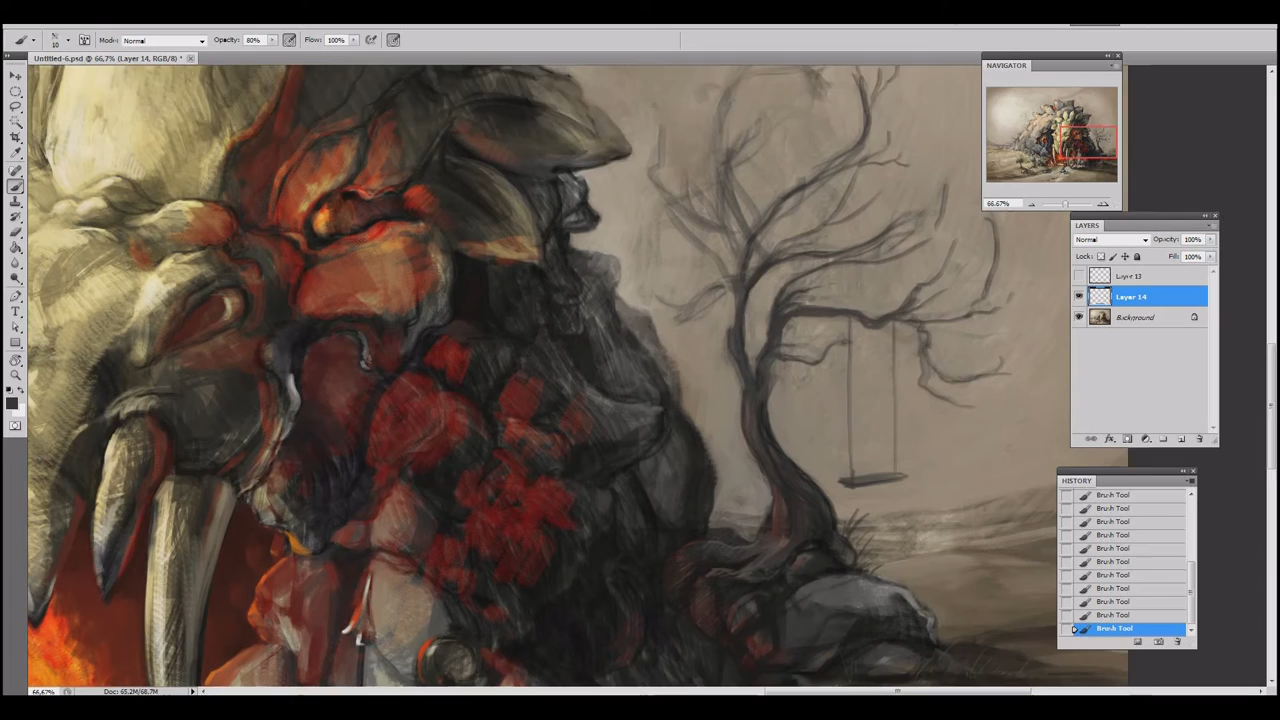 10 Mode: Normal Opacity: 80% Flow: 100%
Untitled-6.psd @ 66,7% (Layer 14, RGB/8) *
NAVIGATOR
66.67%
LAYERS
Normal Opacity: 100%
Lock: Fill: 100%
Layer 13
Layer 14
Background
HISTORY
Brush Tool
Brush Tool
Brush Tool
Brush Tool
Brush Tool
Brush Tool
Brush Tool
Brush Tool
Brush Tool
Brush Tool
Brush Tool
66,67% Doc: 65.2M/68.7M